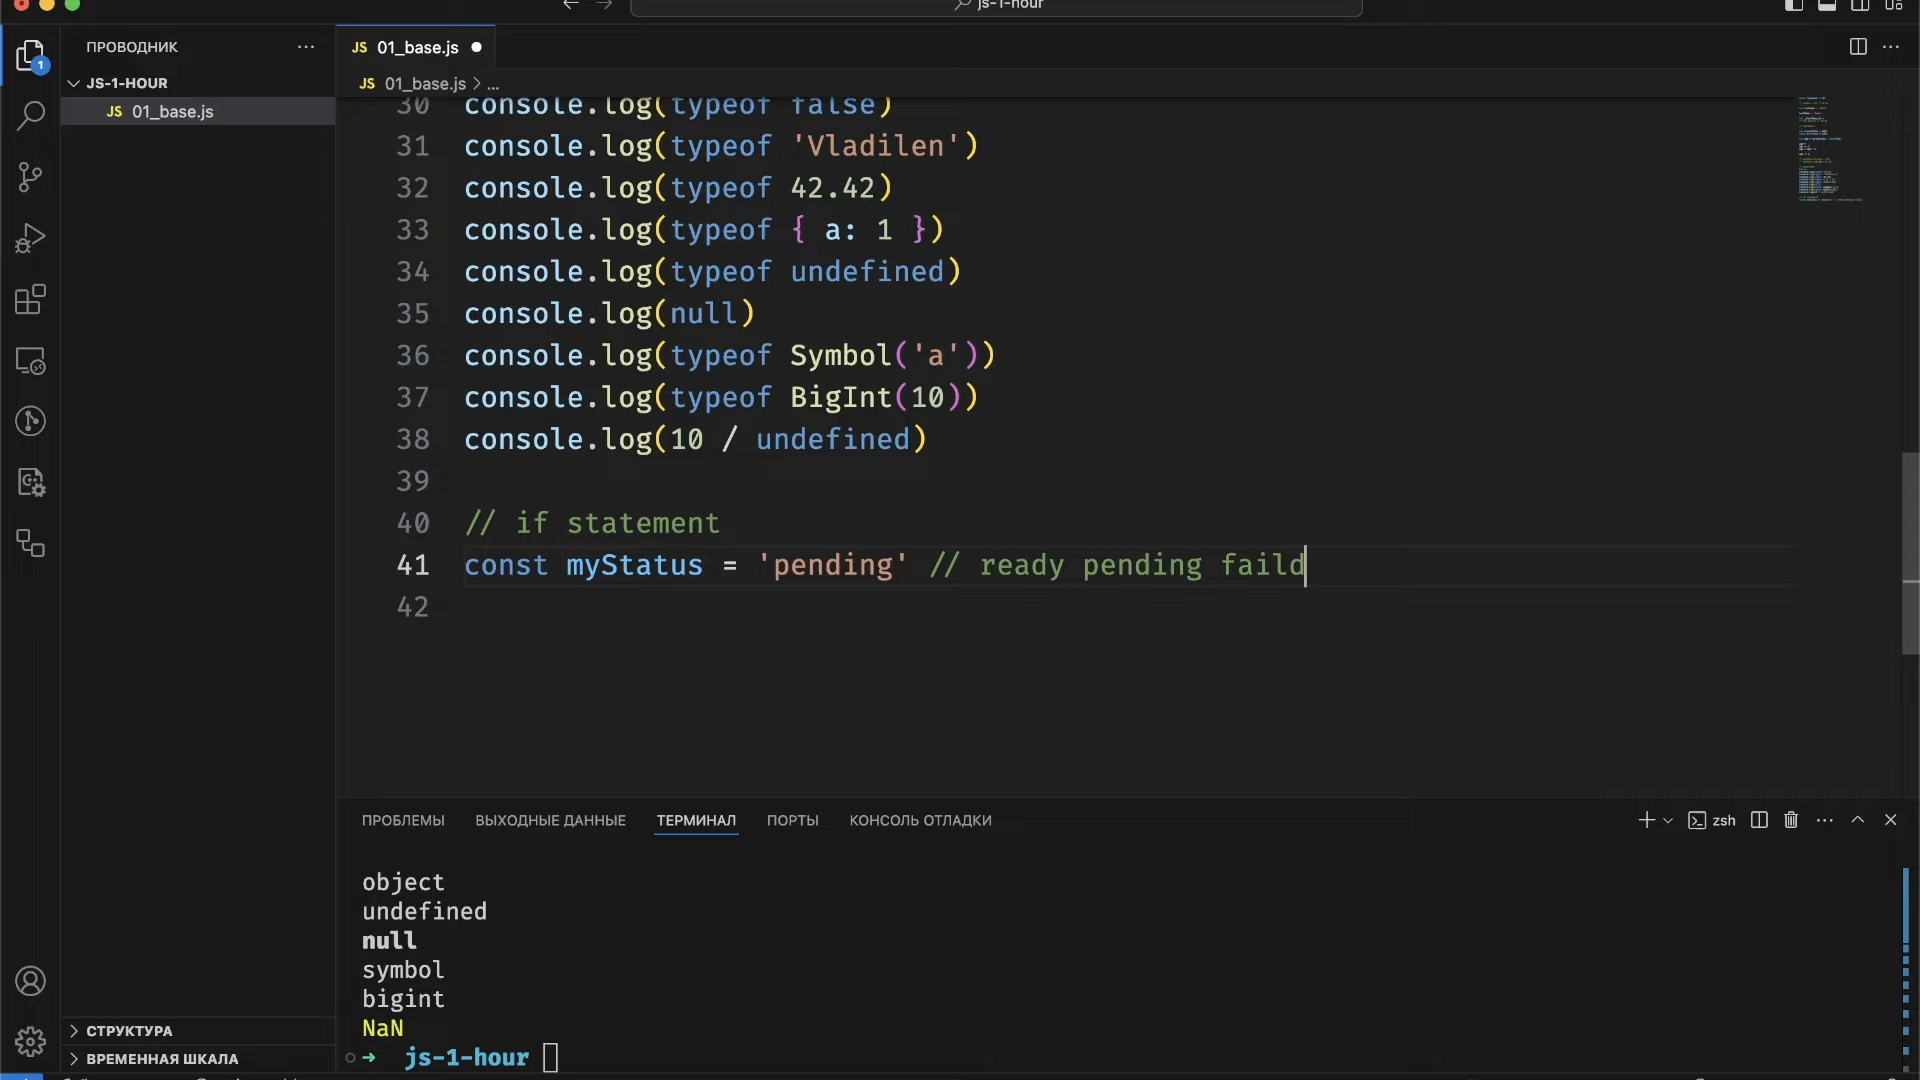 js-1-hour
ПРОВОДНИК
JS 01_base.js
JS-1-HOUR
JS 01_base.js > ...
JS 01_base.js
1
30 console.log(typeof false)
31 console.log(typeof 'Vladilen')
32 console.log(typeof 42.42)
33 console.log(typeof { a: 1 })
34 console.log(typeof undefined)
35 console.log(null)
36 console.log(typeof Symbol('a'))
37 console.log(typeof BigInt(10))
38 console.log(10 / undefined)
39
40 // if statement
41 const myStatus = 'pending' // ready pending faild
42
ПРОБЛЕМЫ ВЫХОДНЫЕ ДАННЫЕ ТЕРМИНАЛ ПОРТЫ КОНСОЛЬ ОТЛАДКИ zsh
object
undefined
null
symbol
bigint
NaN
→ js-1-hour
СТРУКТУРА
ВРЕМЕННАЯ ШКАЛА